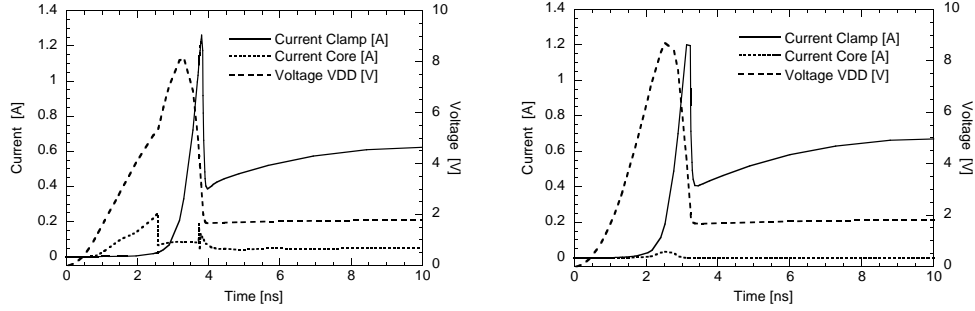 1.4
1.2
1
0.8
0.6
0.4
0.2
0
Current [A]
10
8
6
4
2
0
Voltage [V]
Current Clamp [A]
Current Core [A]
Voltage VDD [V]
0 2 4 6 8 10
Time [ns]
1.4
1.2
1
0.8
0.6
0.4
0.2
0
Current [A]
10
8
6
4
2
0
Voltage [V]
Current Clamp [A]
Current Core [A]
Voltage VDD [V]
0 2 4 6 8 10
Time [ns]